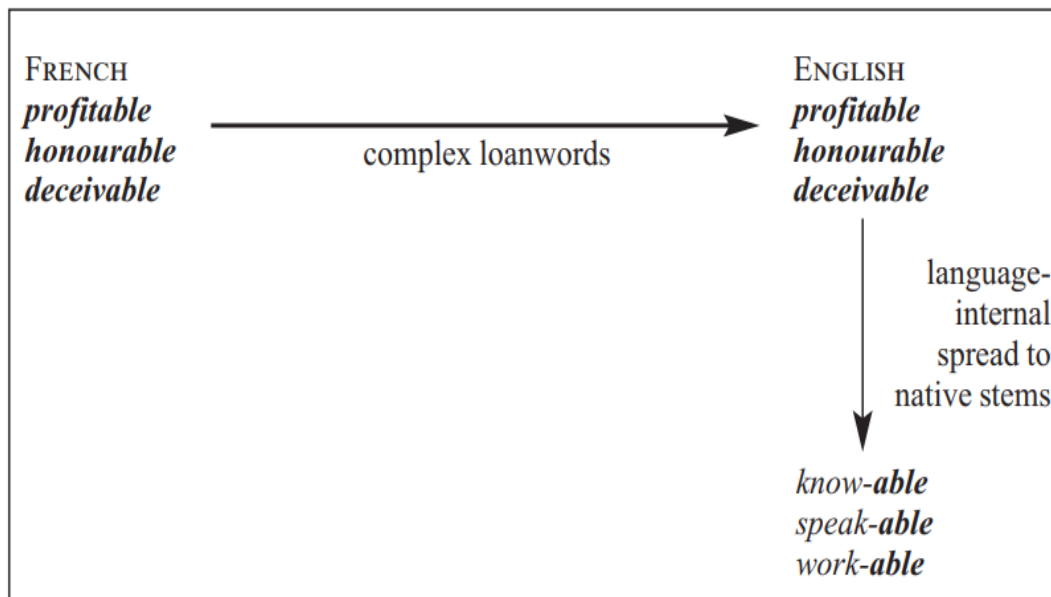 FRENCH
profitable
honourable
deceivable
complex loanwords
ENGLISH
profitable
honourable
deceivable
language-
internal
spread to
native stems
know-able
speak-able
work-able